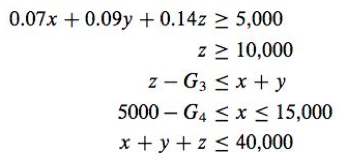 0.07x + 0.09y + 0.14z ≥ 5,000
z ≥ 10,000
z − G₃ ≤ x + y
5000 − G₄ ≤ x ≤ 15,000
x + y + z ≤ 40,000